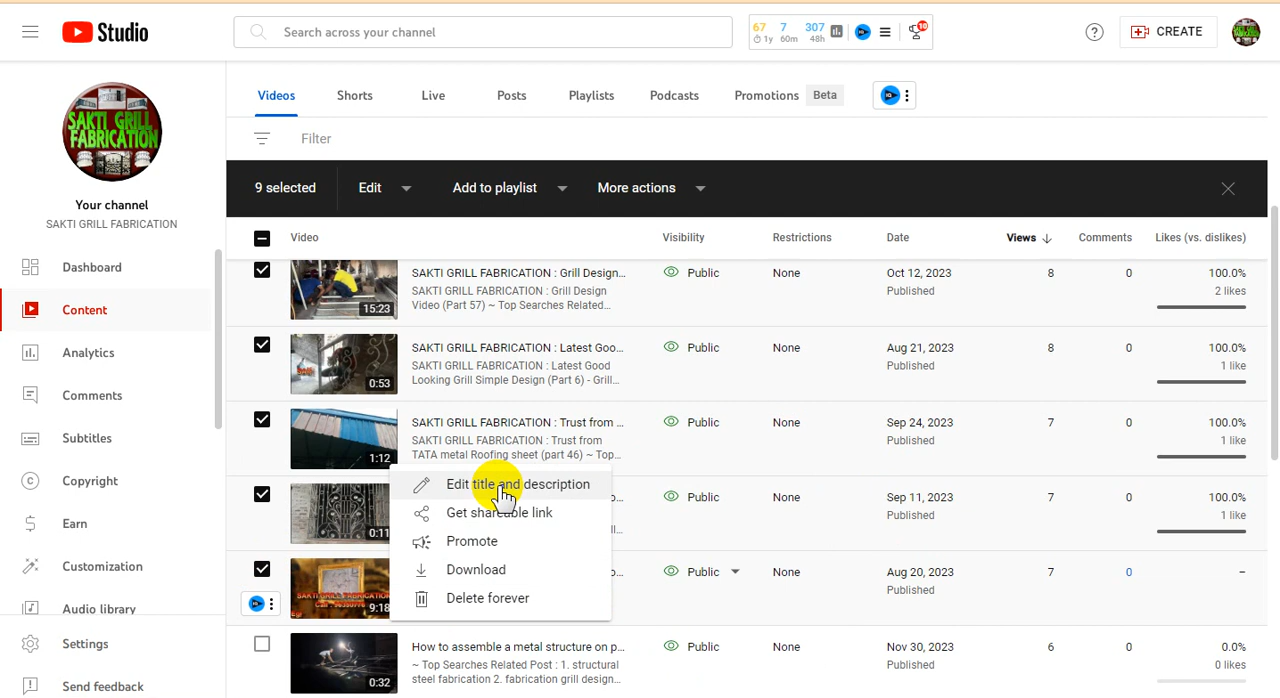 Studio
Search across your channel
67 7 307
1y 60m 48h
10
CREATE
SAKTI GRILL
FABRICATION
Your channel
SAKTI GRILL FABRICATION
Dashboard
Content
Analytics
Comments
Subtitles
Copyright
Earn
Customization
Audio library
Settings
Send feedback
Videos Shorts Live Posts Playlists Podcasts Promotions Beta
Filter
9 selected Edit Add to playlist More actions
Video Visibility Restrictions Date Views Comments Likes (vs. dislikes)
SAKTI GRILL FABRICATION : Grill Design... Public None Oct 12, 2023 8 0 100.0%
SAKTI GRILL FABRICATION : Grill Design Published 2 likes
Video (Part 57) ~ Top Searches Related...
15:23
SAKTI GRILL FABRICATION : Latest Goo... Public None Aug 21, 2023 8 0 100.0%
SAKTI GRILL FABRICATION : Latest Good Published 1 like
Looking Grill Simple Design (Part 6) - Grill...
0:53
SAKTI GRILL FABRICATION : Trust from ... Public None Sep 24, 2023 7 0 100.0%
SAKTI GRILL FABRICATION : Trust from Published 1 like
TATA metal Roofing sheet (part 46) ~ Top...
1:12
Edit title and description
Get shareable link
Promote
Download
Delete forever
Public None Sep 11, 2023 7 0 100.0%
Published 1 like
0:11
Public None Aug 20, 2023 7 0 –
Published
9:18
How to assemble a metal structure on p... Public None Nov 30, 2023 6 0 0.0%
~ Top Searches Related Post : 1. structural Published 0 likes
steel fabrication 2. fabrication grill design...
0:32